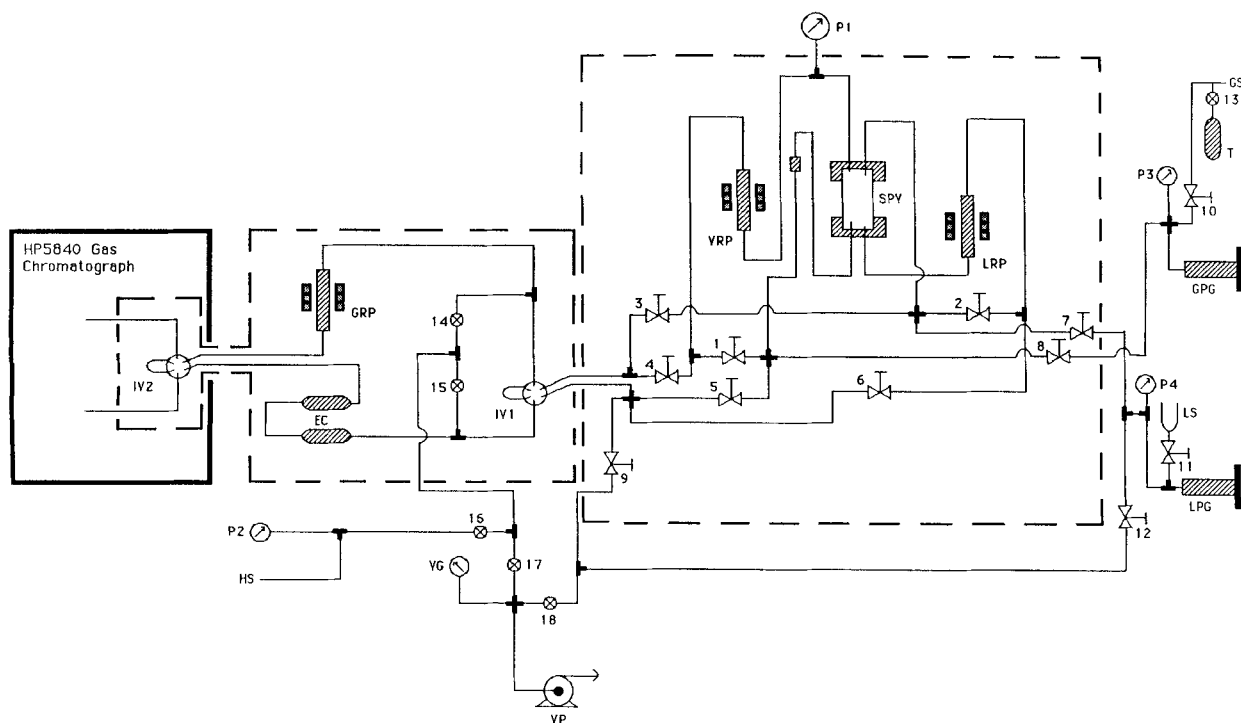 P1
GS
13
T
P3
10
GPG
SPV
VRP
LRP
HP5840 Gas
Chromatograph
GRP
IV2
EC
14
15
IV1
3
2
7
1
8
4
5
6
P4
LS
11
LPG
9
12
P2
16
HS
VG
17
18
VP